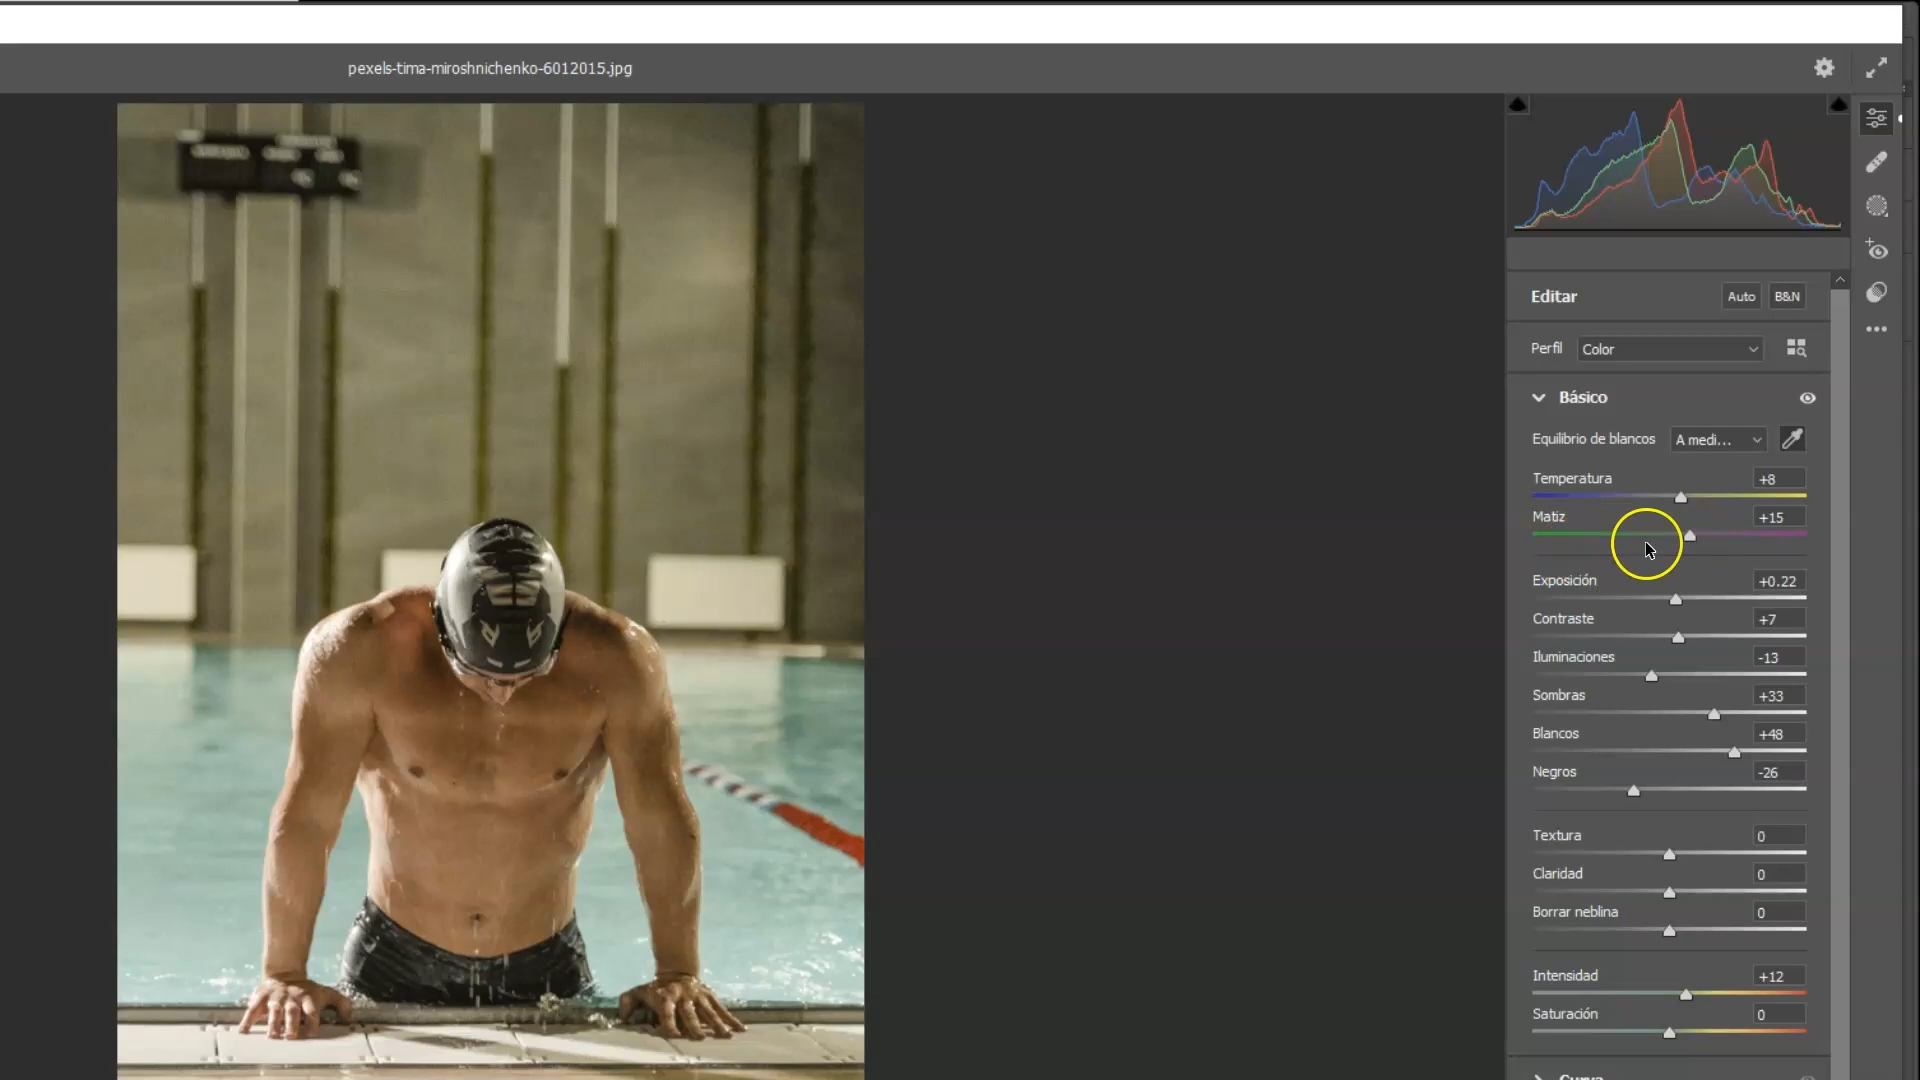 pexels-tima-miroshnichenko-6012015.jpg
Editar Auto B&N
Perfil Color
Básico
Equilibrio de blancos A medi...
Temperatura +8
Matiz +15
Exposición +0.22
Contraste +7
Iluminaciones -13
Sombras +33
Blancos +48
Negros -26
Textura 0
Claridad 0
Borrar neblina 0
Intensidad +12
Saturación 0